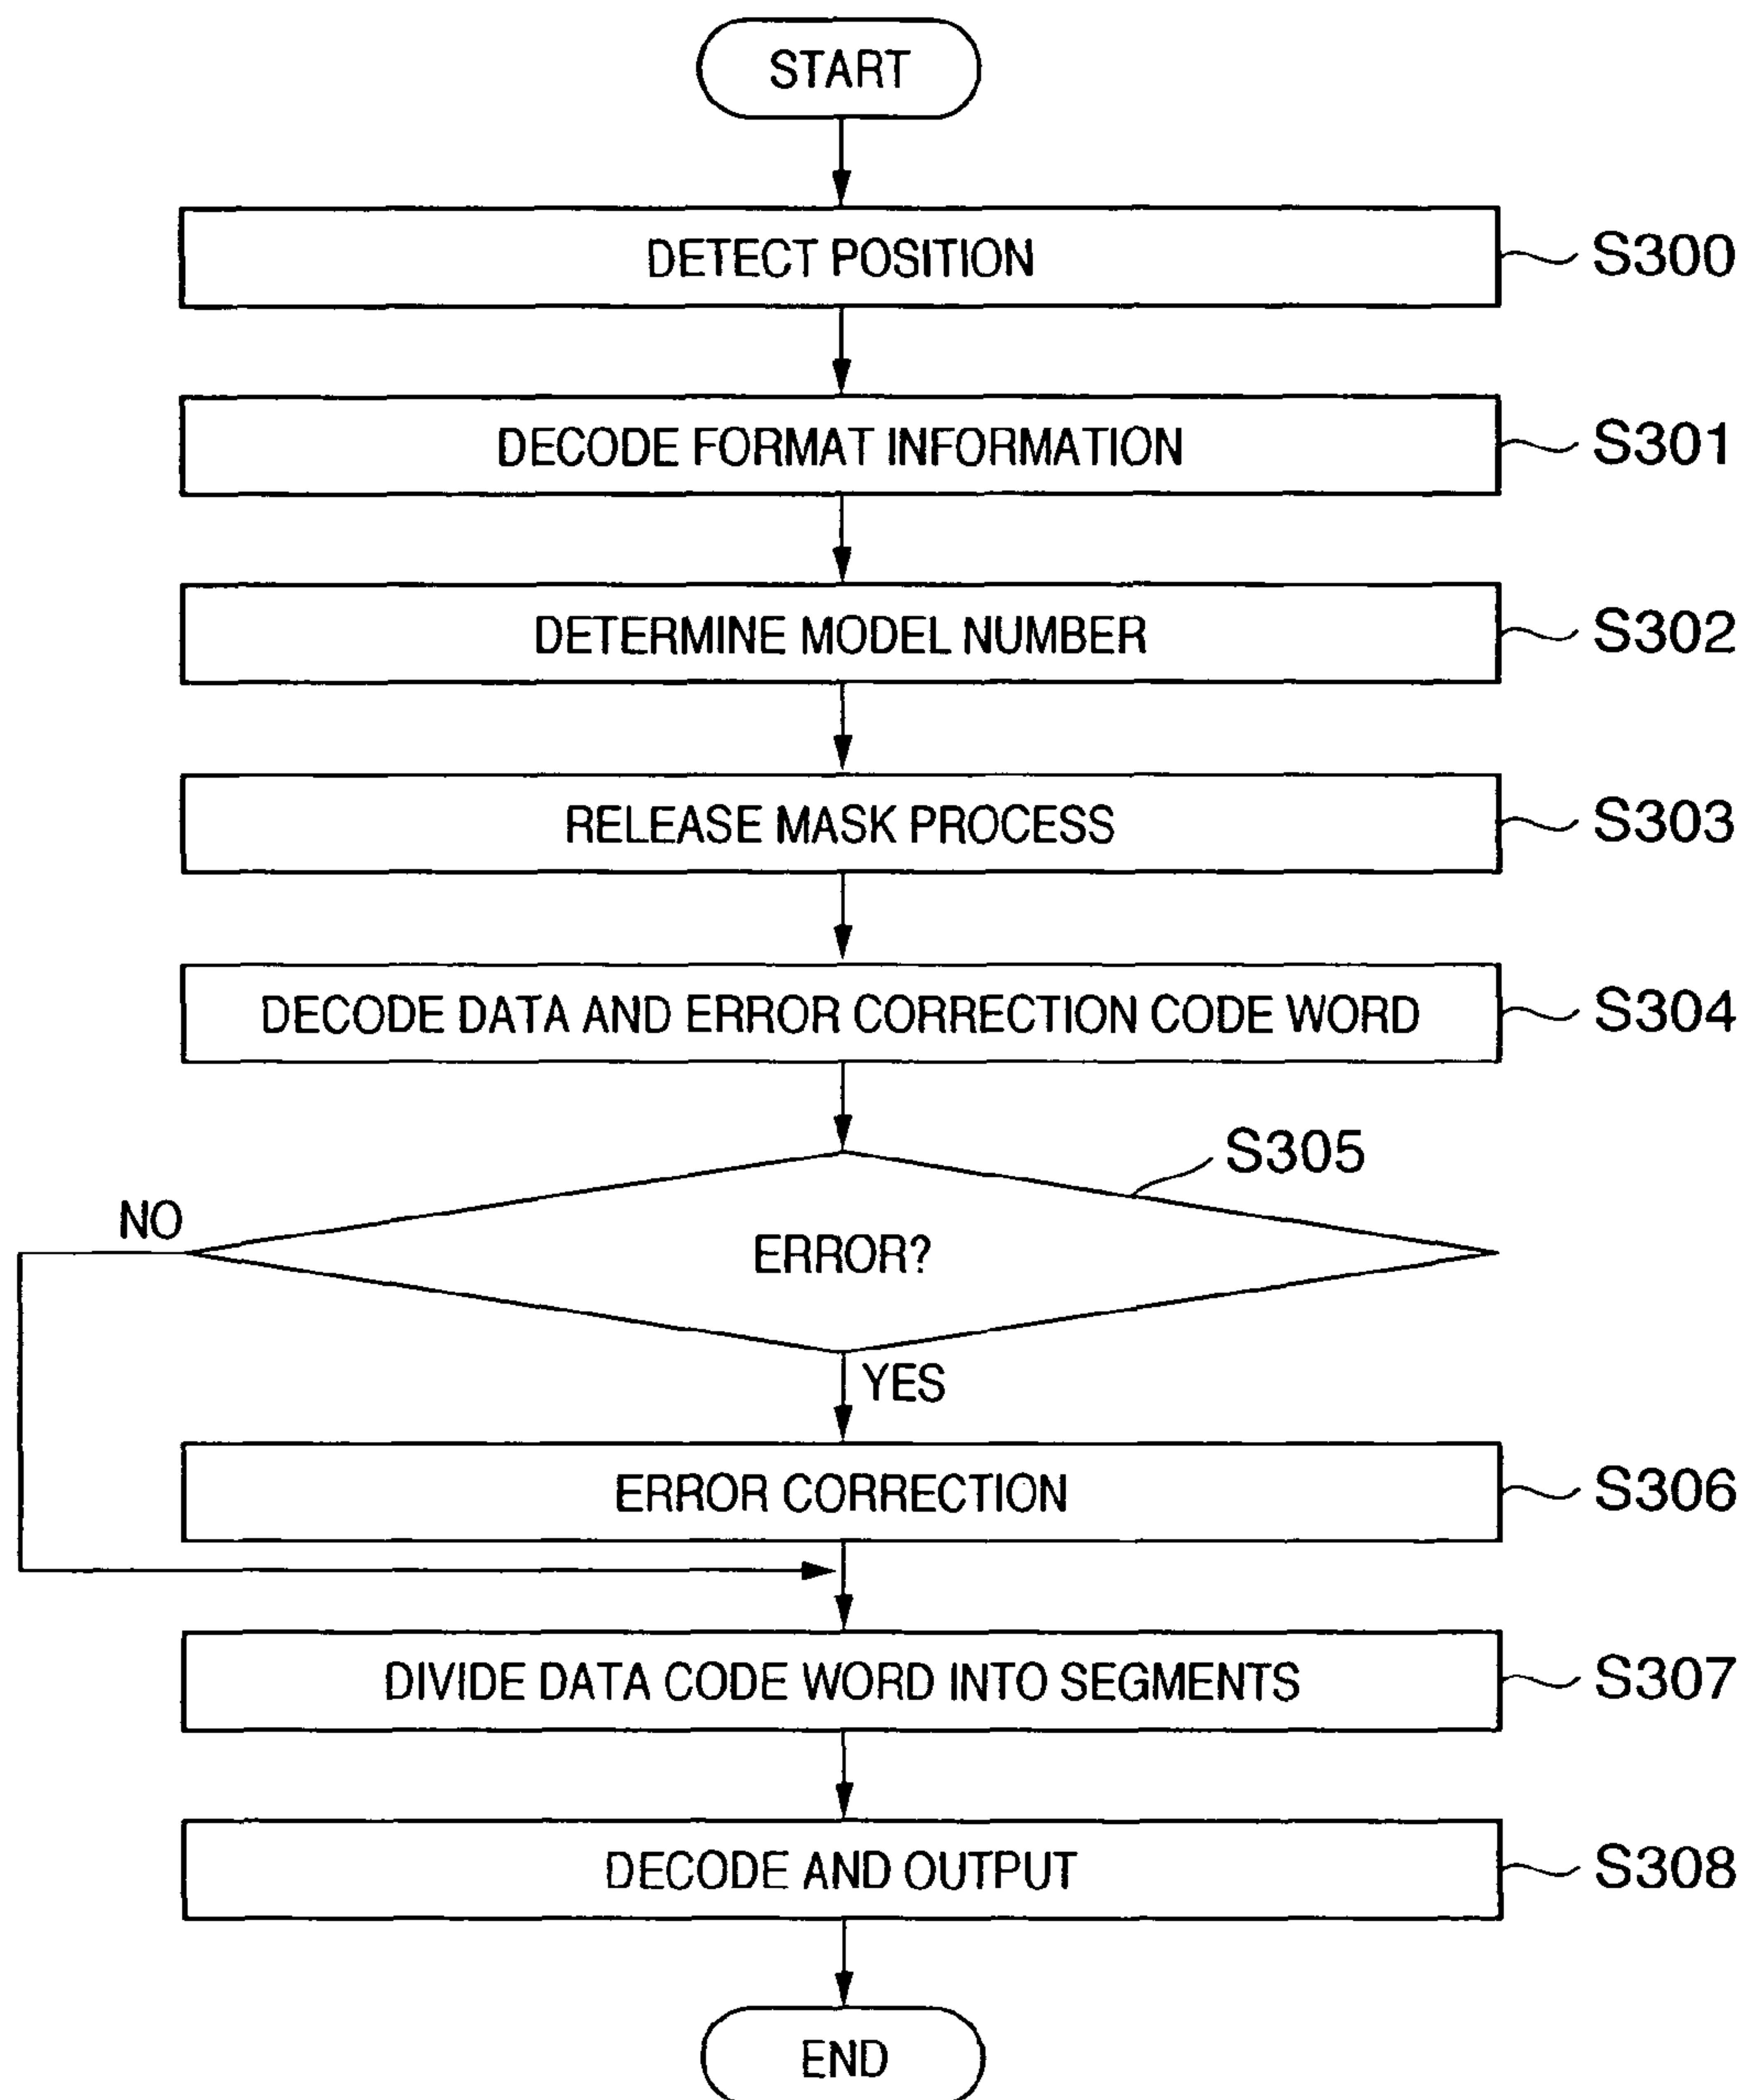 START
DETECT POSITION
S300
DECODE FORMAT INFORMATION
S301
DETERMINE MODEL NUMBER
S302
RELEASE MASK PROCESS
S303
DECODE DATA AND ERROR CORRECTION CODE WORD
S304
S305
NO
ERROR?
YES
ERROR CORRECTION
S306
DIVIDE DATA CODE WORD INTO SEGMENTS
S307
DECODE AND OUTPUT
S308
END